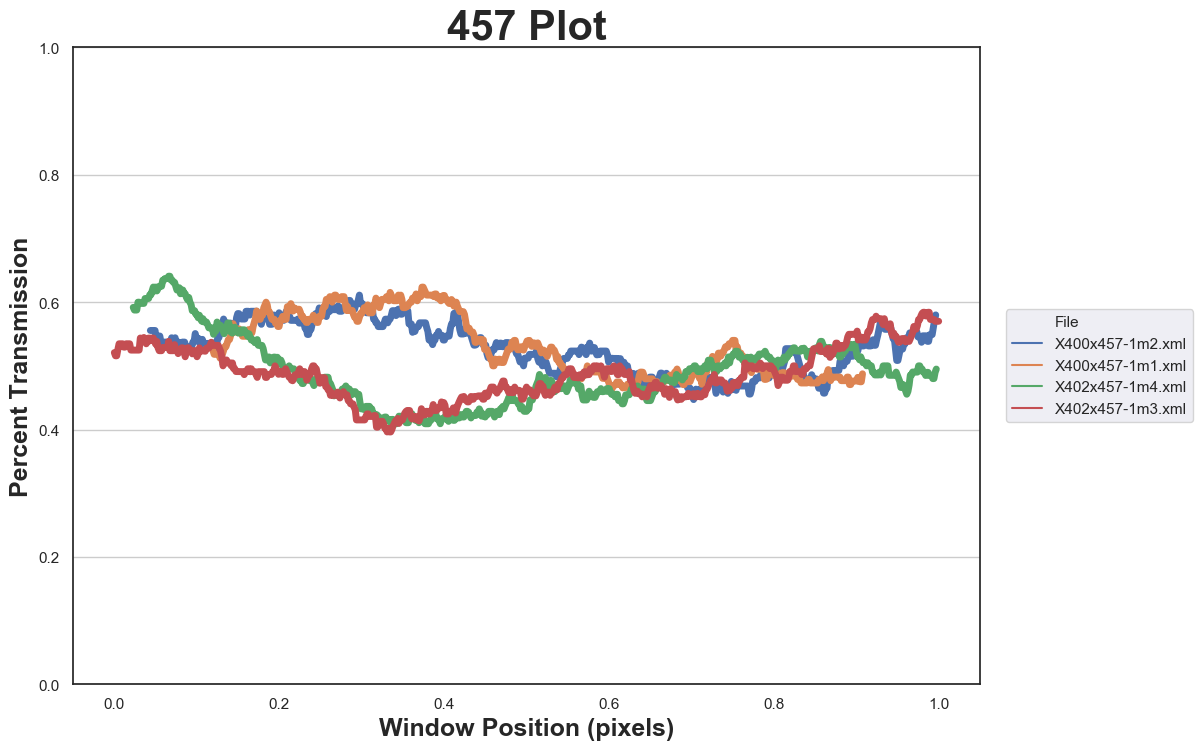 457 Plot
1.0
0.8
0.6
0.4
0.2
0.0
Percent Transmission
0.0 0.2 0.4 0.6 0.8 1.0
Window Position (pixels)
File
X400x457-1m2.xml
X400x457-1m1.xml
X402x457-1m4.xml
X402x457-1m3.xml